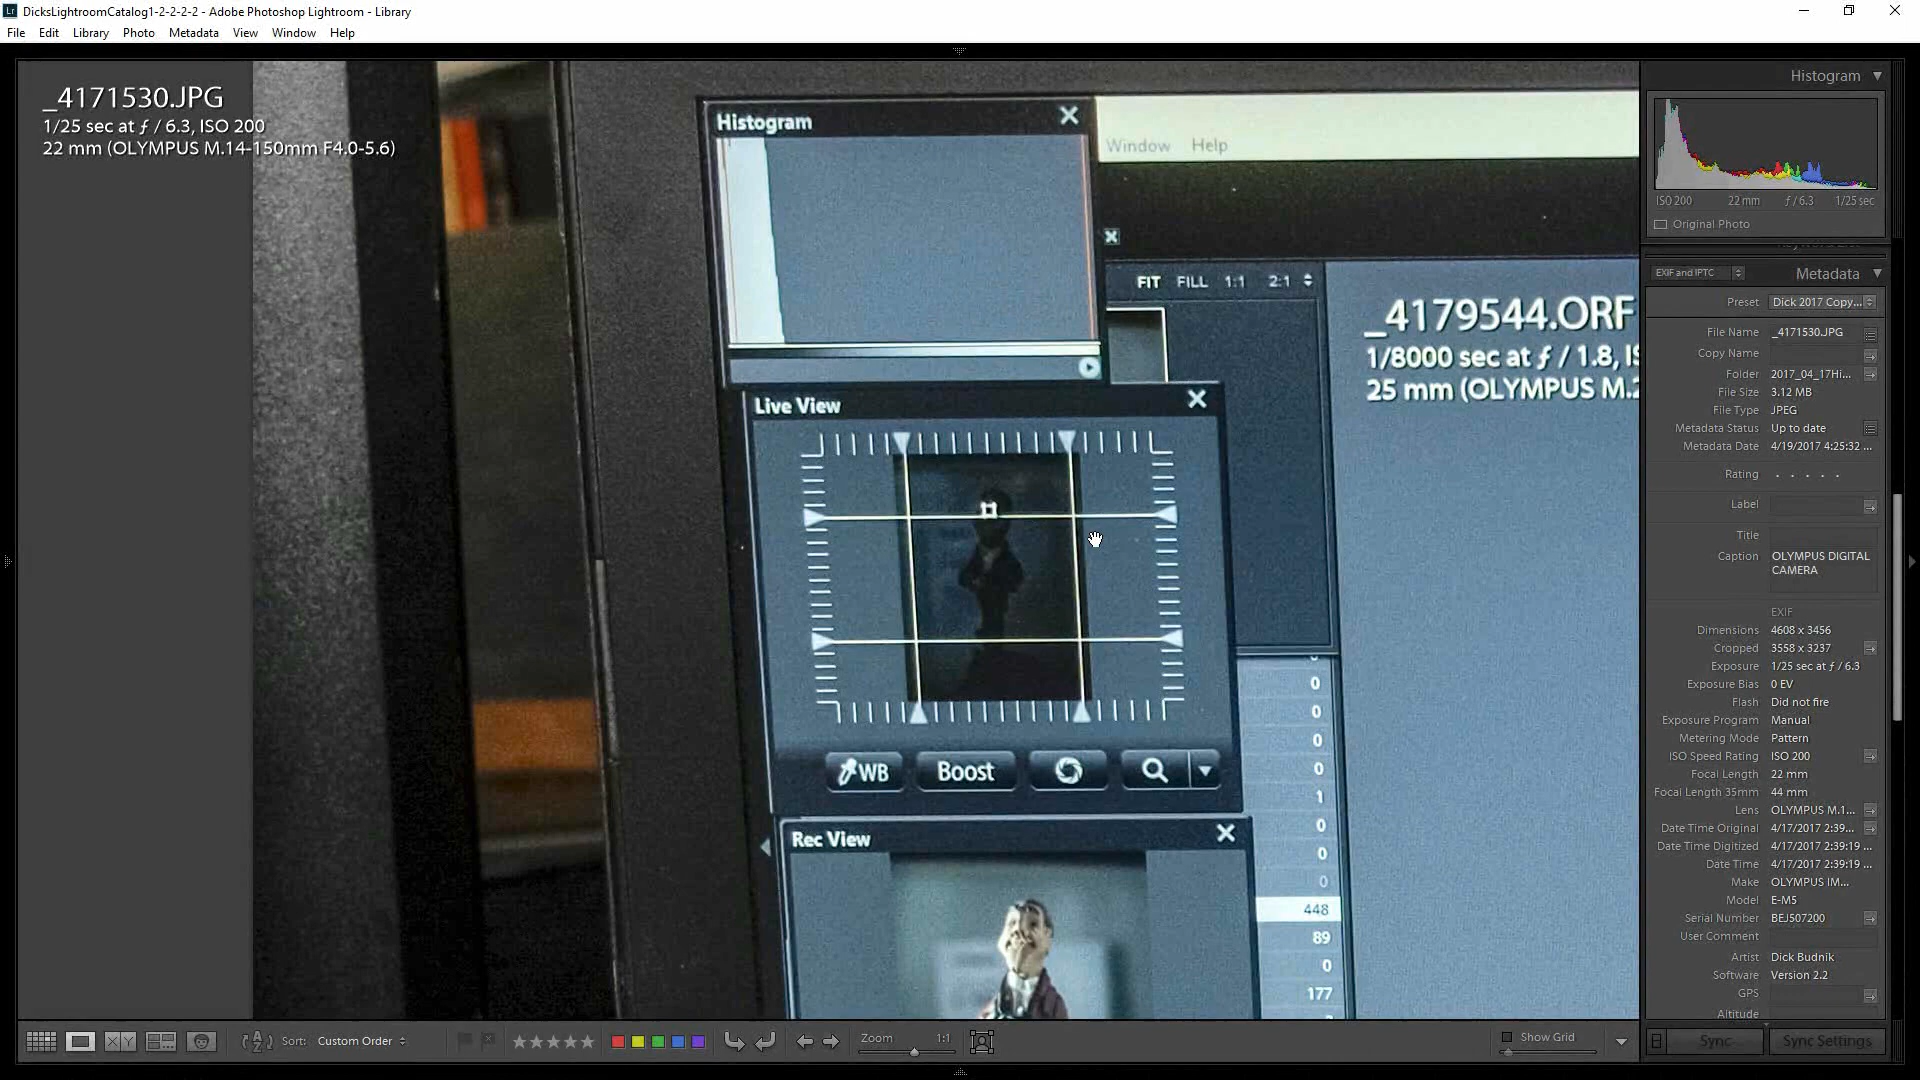 DicksLightroomCatalog1-2-2-2-2 - Adobe Photoshop Lightroom - Library
File Edit Library Photo Metadata View Window Help
_4171530.JPG
1/25 sec at ƒ / 6.3, ISO 200
22 mm (OLYMPUS M.14-150mm F4.0-5.6)
Histogram
Window Help
FIT FILL 1:1 2:1
_4179544.ORF
1/8000 sec at ƒ / 1.8,
25 mm (OLYMPUS
Live View
WB Boost
Rec View
0
0
0
0
1
0
0
0
448
89
0
177
Histogram
ISO 200 22 mm ƒ / 6.3 1/25 sec
Original Photo
EXIF and IPTC Metadata
Preset Dick 2017 Copy...
File Name _4171530.JPG
Copy Name
Folder 2017_04_17Hi...
File Size 3.12 MB
File Type JPEG
Metadata Status Up to date
Metadata Date 4/19/2017 4:25:32 ...
Rating
Label
Title
Caption OLYMPUS DIGITAL
CAMERA
EXIF
Dimensions 4608 x 3456
Cropped 3558 x 3237
Exposure 1/25 sec at ƒ / 6.3
Exposure Bias 0 EV
Flash Did not fire
Exposure Program Manual
Metering Mode Pattern
ISO Speed Rating ISO 200
Focal Length 22 mm
Focal Length 35mm 44 mm
Lens OLYMPUS M.1...
Date Time Original 4/17/2017 2:39...
Date Time Digitized 4/17/2017 2:39:19 ...
Date Time 4/17/2017 2:39:19 ...
Make OLYMPUS IM...
Model E-M5
Serial Number BEJ507200
User Comment
Artist Dick Budnik
Software Version 2.2
GPS
Altitude
Sort: Custom Order
Zoom 1:1
Show Grid
Sync Sync Settings